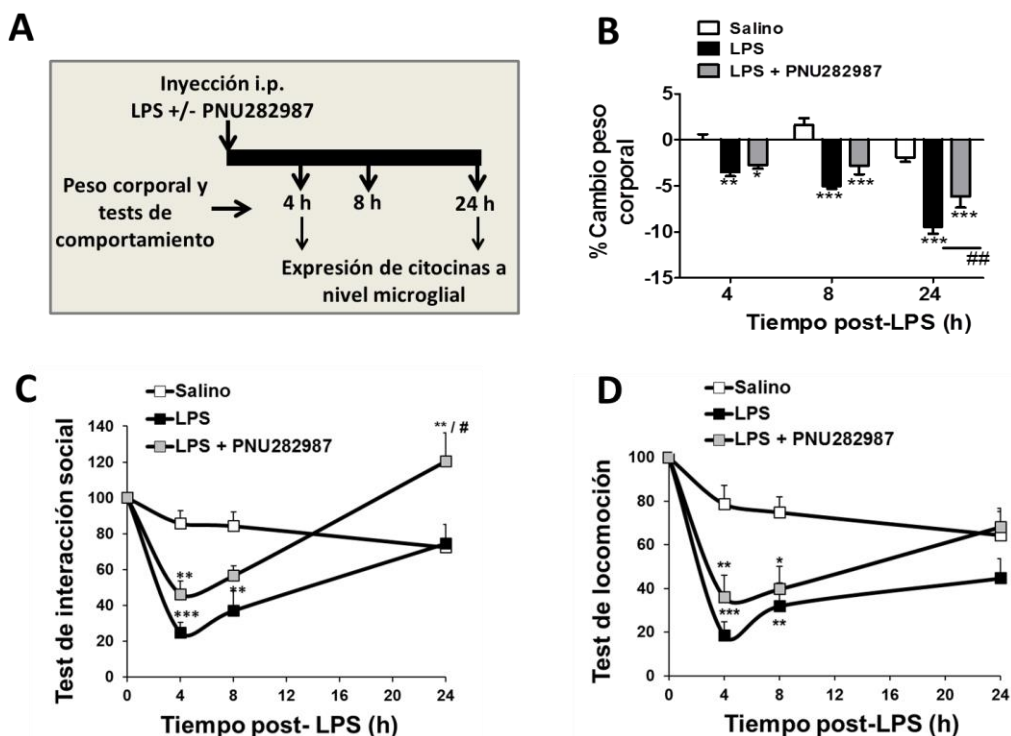 A
Inyección i.p.
LPS +/- PNU282987
Peso corporal y
tests de
comportamiento
4 h
8 h
24 h
Expresión de citocinas a
nivel microglial
B
Salino
LPS
LPS + PNU282987
% Cambio peso
corporal
5
0
-5
-10
-15
**
*
***
***
***
***
##
4
8
24
Tiempo post-LPS (h)
C
Salino
LPS
LPS + PNU282987
Test de interacción social
140
120
100
80
60
40
20
0
** / #
**
***
**
0
4
8
12
16
20
24
Tiempo post- LPS (h)
D
Salino
LPS
LPS + PNU282987
Test de locomoción
100
80
60
40
20
0
**
*
***
**
0
4
8
12
16
20
24
Tiempo post-LPS (h)